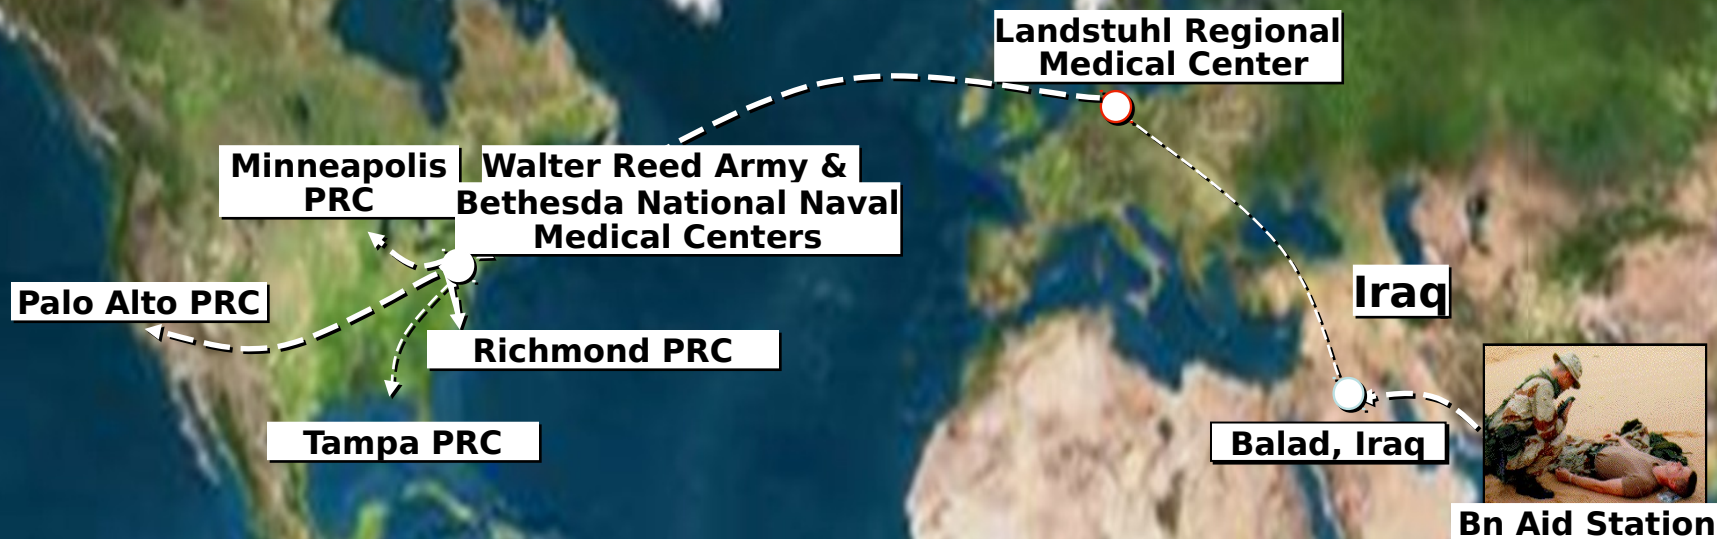 Landstuhl Regional
Medical Center
Minneapolis
PRC
Walter Reed Army &
Bethesda National Naval
Medical Centers
Palo Alto PRC
Iraq
Richmond PRC
Tampa PRC
Balad, Iraq
Bn Aid Station